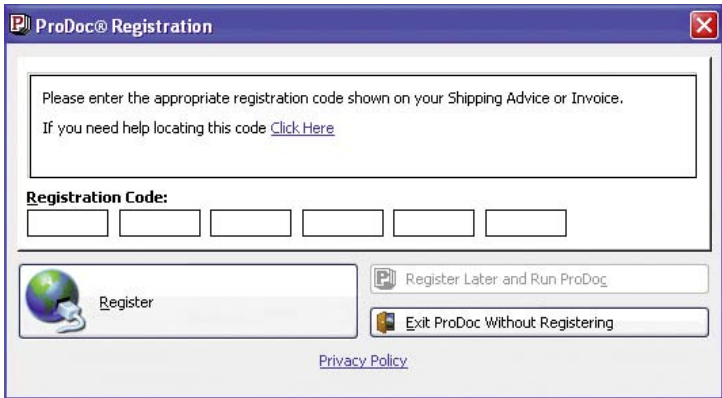 ProDoc® Registration
Please enter the appropriate registration code shown on your Shipping Advice or Invoice.
If you need help locating this code Click Here
Registration Code:
Register
Register Later and Run ProDoc
Exit ProDoc Without Registering
Privacy Policy